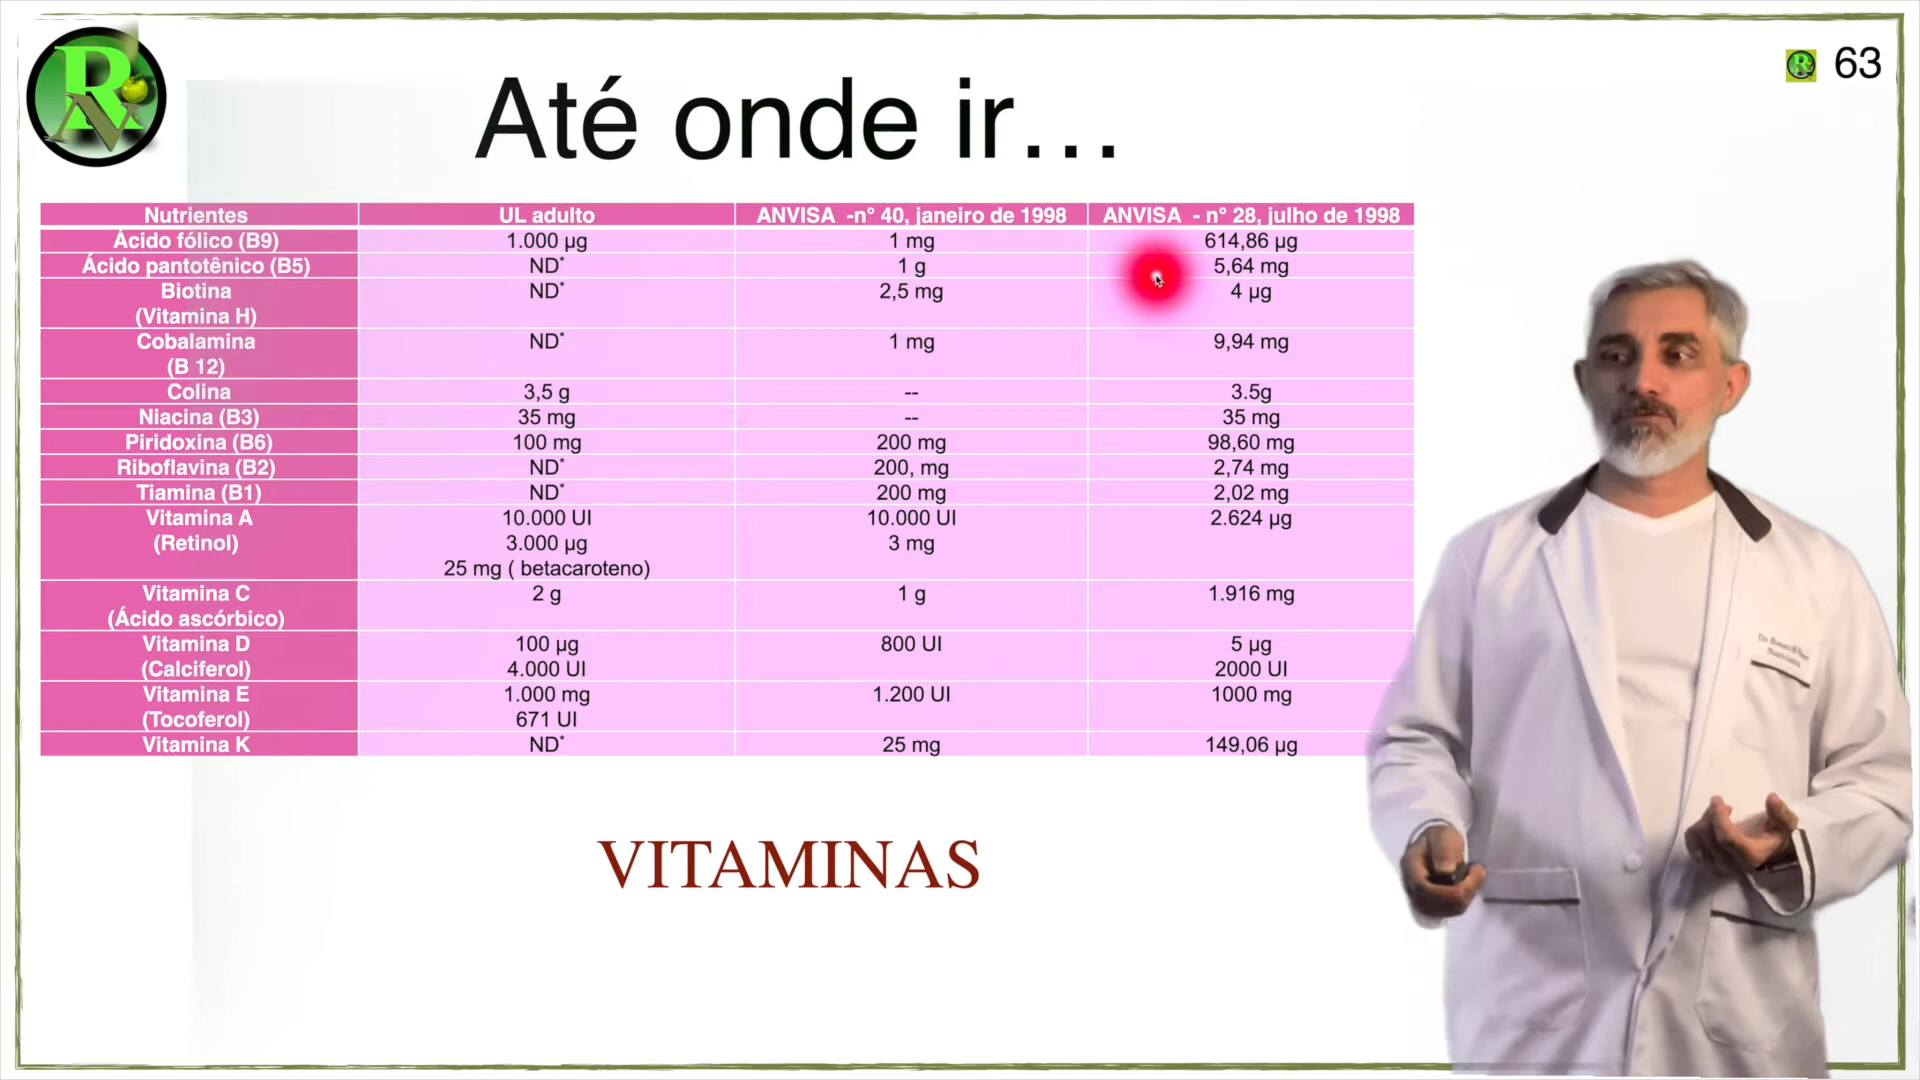 63
Até onde ir...
Nutrientes UL adulto ANVISA -n° 40, janeiro de 1998 ANVISA - n° 28, julho de 1998
Ácido fólico (B9) 1.000 µg 1 mg 614,86 µg
Ácido pantotênico (B5) ND* 1 g 5,64 mg
Biotina ND* 2,5 mg 4 µg
(Vitamina H)
Cobalamina ND* 1 mg 9,94 mg
(B 12)
Colina 3,5 g -- 3.5g
Niacina (B3) 35 mg -- 35 mg
Piridoxina (B6) 100 mg 200 mg 98,60 mg
Riboflavina (B2) ND* 200, mg 2,74 mg
Tiamina (B1) ND* 200 mg 2,02 mg
Vitamina A 10.000 UI 10.000 UI 2.624 µg
(Retinol) 3.000 µg 3 mg
25 mg ( betacaroteno)
Vitamina C 2 g 1 g 1.916 mg
(Ácido ascórbico)
Vitamina D 100 µg 800 UI 5 µg
(Calciferol) 4.000 UI 2000 UI
Vitamina E 1.000 mg 1.200 UI 1000 mg
(Tocoferol) 671 UI
Vitamina K ND* 25 mg 149,06 µg
VITAMINAS